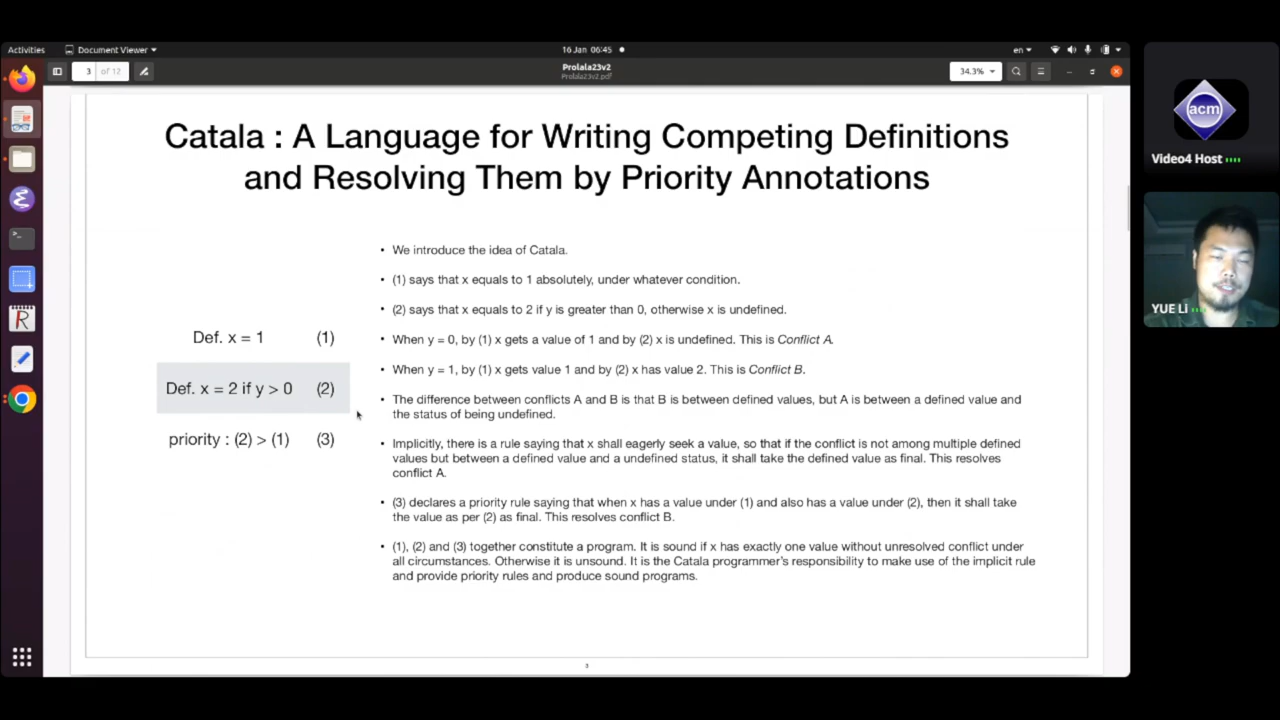 Activities
Document Viewer
16 Jan 06:45
en
3
of 12
Prolala23v2
Prolala23v2.pdf
34.3%
Catala : A Language for Writing Competing Definitions
and Resolving Them by Priority Annotations
Def. x = 1 (1)
Def. x = 2 if y > 0 (2)
priority : (2) > (1) (3)
• We introduce the idea of Catala.
• (1) says that x equals to 1 absolutely, under whatever condition.
• (2) says that x equals to 2 if y is greater than 0, otherwise x is undefined.
• When y = 0, by (1) x gets a value of 1 and by (2) x is undefined. This is Conflict A.
• When y = 1, by (1) x gets value 1 and by (2) x has value 2. This is Conflict B.
• The difference between conflicts A and B is that B is between defined values, but A is between a defined value and
the status of being undefined.
• Implicitly, there is a rule saying that x shall eagerly seek a value, so that if the conflict is not among multiple defined
values but between a defined value and a undefined status, it shall take the defined value as final. This resolves
conflict A.
• (3) declares a priority rule saying that when x has a value under (1) and also has a value under (2), then it shall take
the value as per (2) as final. This resolves conflict B.
• (1), (2) and (3) together constitute a program. It is sound if x has exactly one value without unresolved conflict under
all circumstances. Otherwise it is unsound. It is the Catala programmer's responsibility to make use of the implicit rule
and provide priority rules and produce sound programs.
3
acm
Video4 Host
YUE Li